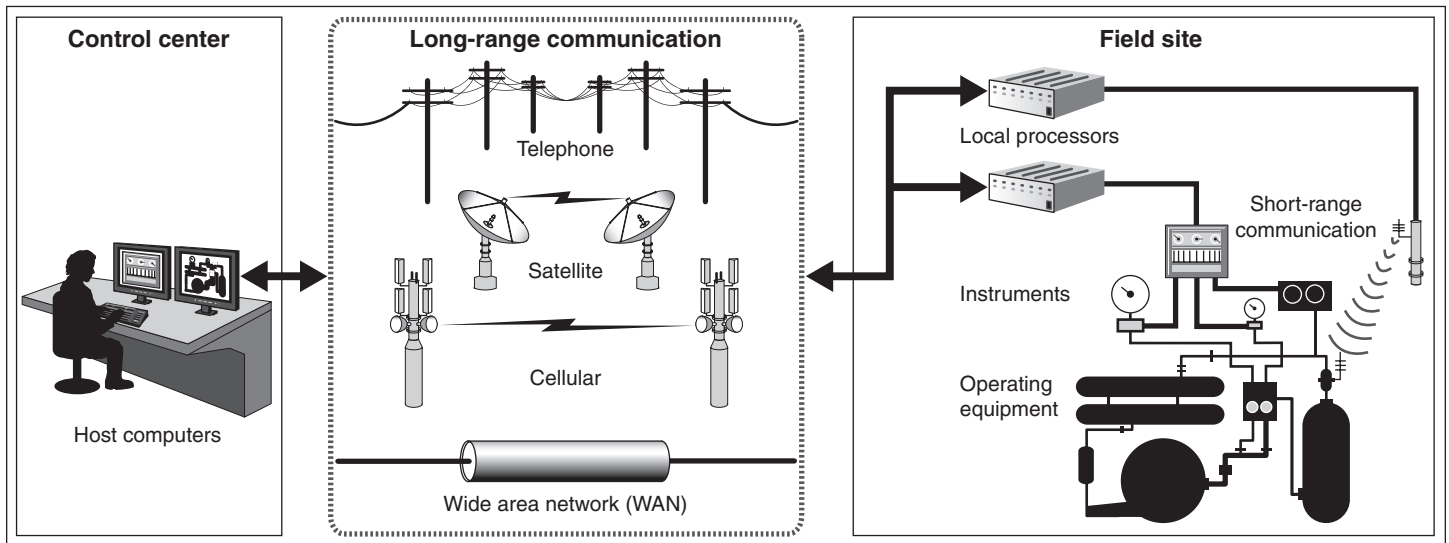 Control center
Host computers
Long-range communication
Telephone
Satellite
Cellular
Wide area network (WAN)
Field site
Local processors
Short-range
communication
Instruments
Operating
equipment